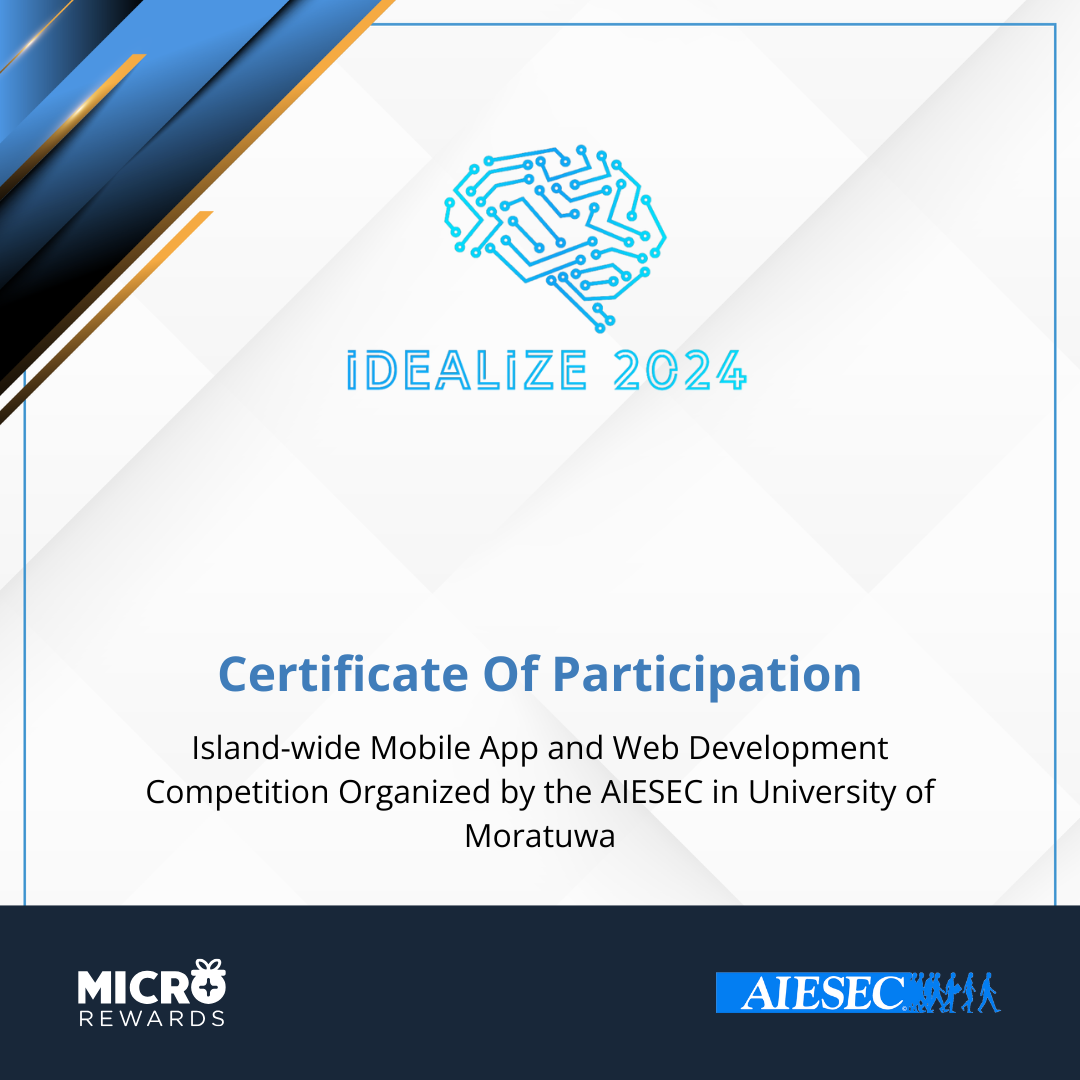 iDEALiZE 2024
Certificate Of Participation
Island-wide Mobile App and Web Development
Competition Organized by the AIESEC in University of
Moratuwa
MICRO
REWARDS
AIESEC